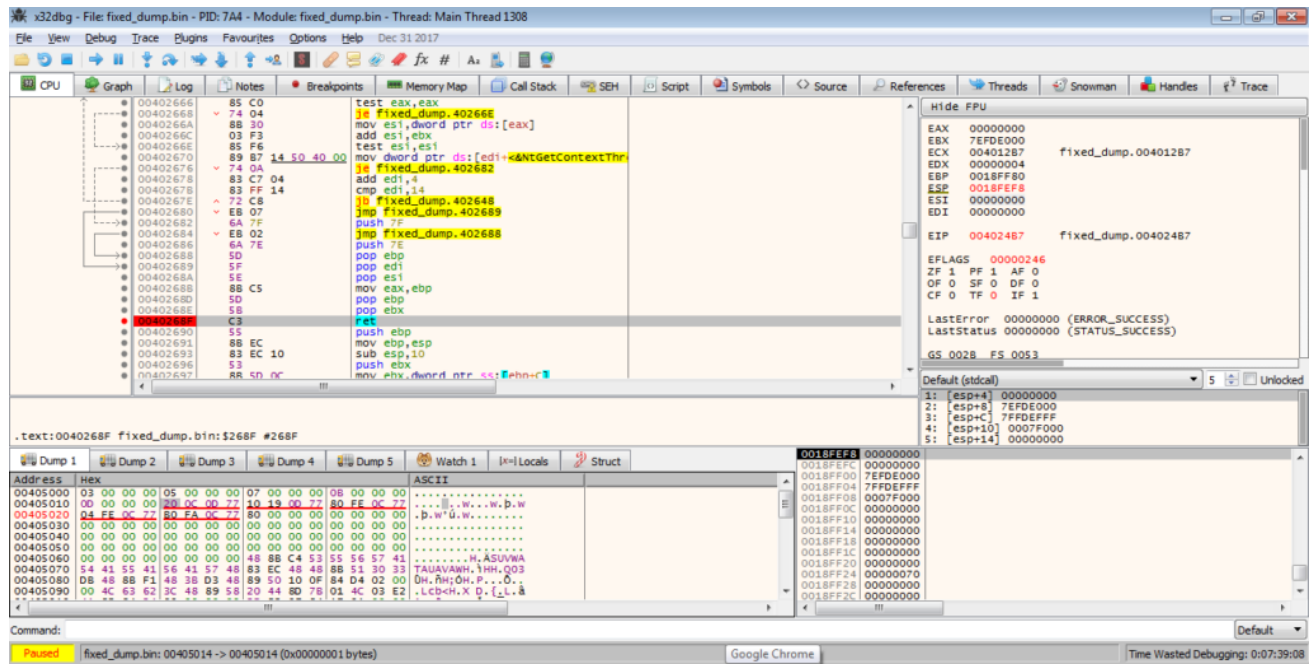 x32dbg - File: fixed_dump.bin - PID: 7A4 - Module: fixed_dump.bin - Thread: Main Thread 1308
File View Debug Trace Plugins Favourites Options Help Dec 31 2017
CPU Graph Log Notes Breakpoints Memory Map Call Stack SEH Script Symbols Source References Threads Snowman Handles Trace
00402666 85 C0 test eax,eax
00402668 74 04 je fixed_dump.40266E
0040266A 8B 30 mov esi,dword ptr ds:[eax]
0040266C 03 F3 add esi,ebx
0040266E 85 F6 test esi,esi
00402670 89 B7 14 50 40 00 mov dword ptr ds:[edi+<&NtGetContextThr
00402676 74 0A je fixed_dump.402682
00402678 83 C7 04 add edi,4
0040267B 83 FF 14 cmp edi,14
0040267E 72 C8 jb fixed_dump.402648
00402680 EB 07 jmp fixed_dump.402689
00402682 6A 7F push 7F
00402684 EB 02 jmp fixed_dump.402688
00402686 6A 7E push 7E
00402688 5D pop ebp
00402689 5F pop edi
0040268A 5E pop esi
0040268B 8B C5 mov eax,ebp
0040268D 5D pop ebp
0040268E 5B pop ebx
0040268F C3 ret
00402690 55 push ebp
00402691 8B EC mov ebp,esp
00402693 83 EC 10 sub esp,10
00402696 53 push ebx
00402697 8B 5D 0C mov ebx,dword ptr ss:[ebp+C]
Hide FPU
EAX 00000000
EBX 7EFDE000
ECX 004012B7 fixed_dump.004012B7
EDX 00000004
EBP 0018FF80
ESP 0018FEF8
ESI 00000000
EDI 00000000
EIP 004024B7 fixed_dump.004024B7
EFLAGS 00000246
ZF 1 PF 1 AF 0
OF 0 SF 0 DF 0
CF 0 TF 0 IF 1
LastError 00000000 (ERROR_SUCCESS)
LastStatus 00000000 (STATUS_SUCCESS)
GS 002B FS 0053
Default (stdcall) 5 Unlocked
1: [esp+4] 00000000
2: [esp+8] 7EFDE000
3: [esp+C] 7FFDEFFF
4: [esp+10] 0007F000
5: [esp+14] 00000000
.text:0040268F fixed_dump.bin:$268F #268F
Dump 1 Dump 2 Dump 3 Dump 4 Dump 5 Watch 1 [x=] Locals Struct
Address Hex ASCII
00405000 03 00 00 00 05 00 00 00 07 00 00 00 0B 00 00 00 ................
00405010 0D 00 00 00 20 0C 0D 77 10 19 0D 77 80 FE 0C 77
00405020 04 FE 0C 77 B0 FA 0C 77 80 00 00 00 00 00 00 00
00405030 00 00 00 00 00 00 00 00 00 00 00 00 00 00 00 00 ................
00405040 00 00 00 00 00 00 00 00 00 00 00 00 00 00 00 00 ................
00405050 00 00 00 00 00 00 00 00 00 00 00 00 00 00 00 00 ................
00405060 00 00 00 00 00 00 00 00 48 8B C4 53 55 56 57 41 ........H.ÄSUVWA
00405070 54 41 55 41 56 41 57 48 83 EC 48 48 8B 51 30 33 TAUAVAWH.ìHH.Q03
00405080 DB 48 8B F1 48 3B D3 48 89 50 10 0F 84 D4 02 00 ÛH.ñH;ÓH.P...Ô..
00405090 00 4C 63 62 3C 48 89 58 20 44 8D 7B 01 4C 03 E2 .Lcb<H.X D.{.L.â
0018FEF8 00000000
0018FEFC 00000000
0018FF00 7EFDE000
0018FF04 7FFDEFFF
0018FF08 0007F000
0018FF0C 00000000
0018FF10 00000000
0018FF14 00000000
0018FF18 00000000
0018FF1C 00000000
0018FF20 00000000
0018FF24 00000070
0018FF28 00000000
0018FF2C 00000000
Command: Default
Paused fixed_dump.bin: 00405014 -> 00405014 (0x00000001 bytes) Google Chrome Time Wasted Debugging: 0:07:39:08